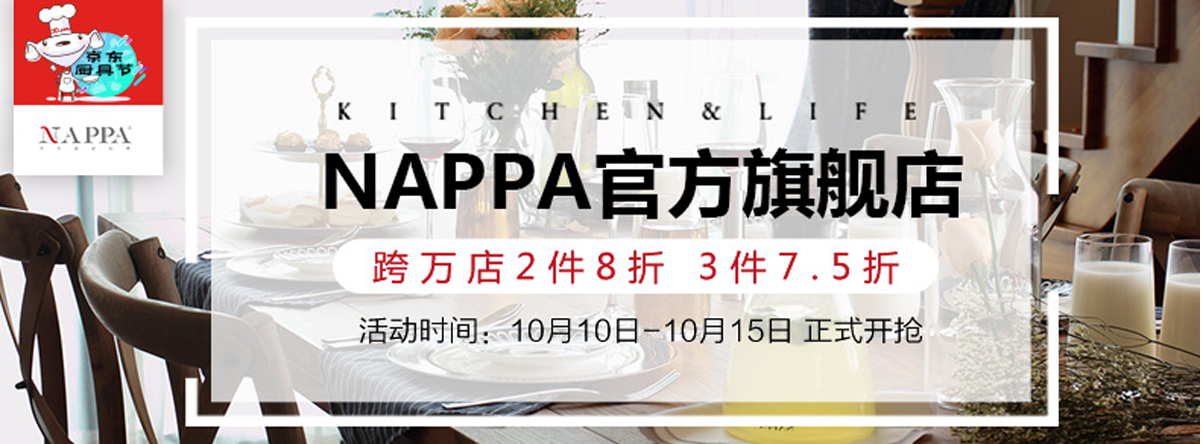 京东
厨具节
NAPPA®
KITCHEN&LIFE
NAPPA官方旗舰店
跨万店2件8折 3件7.5折
活动时间：10月10日-10月15日 正式开抢